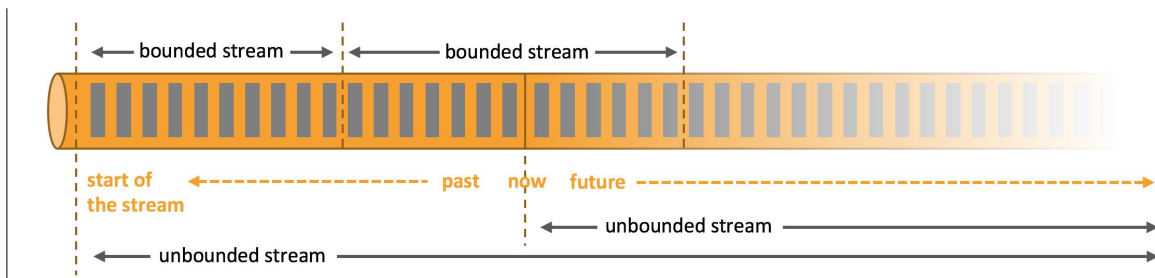 bounded stream
bounded stream
start of
the stream
past now future
unbounded stream
unbounded stream